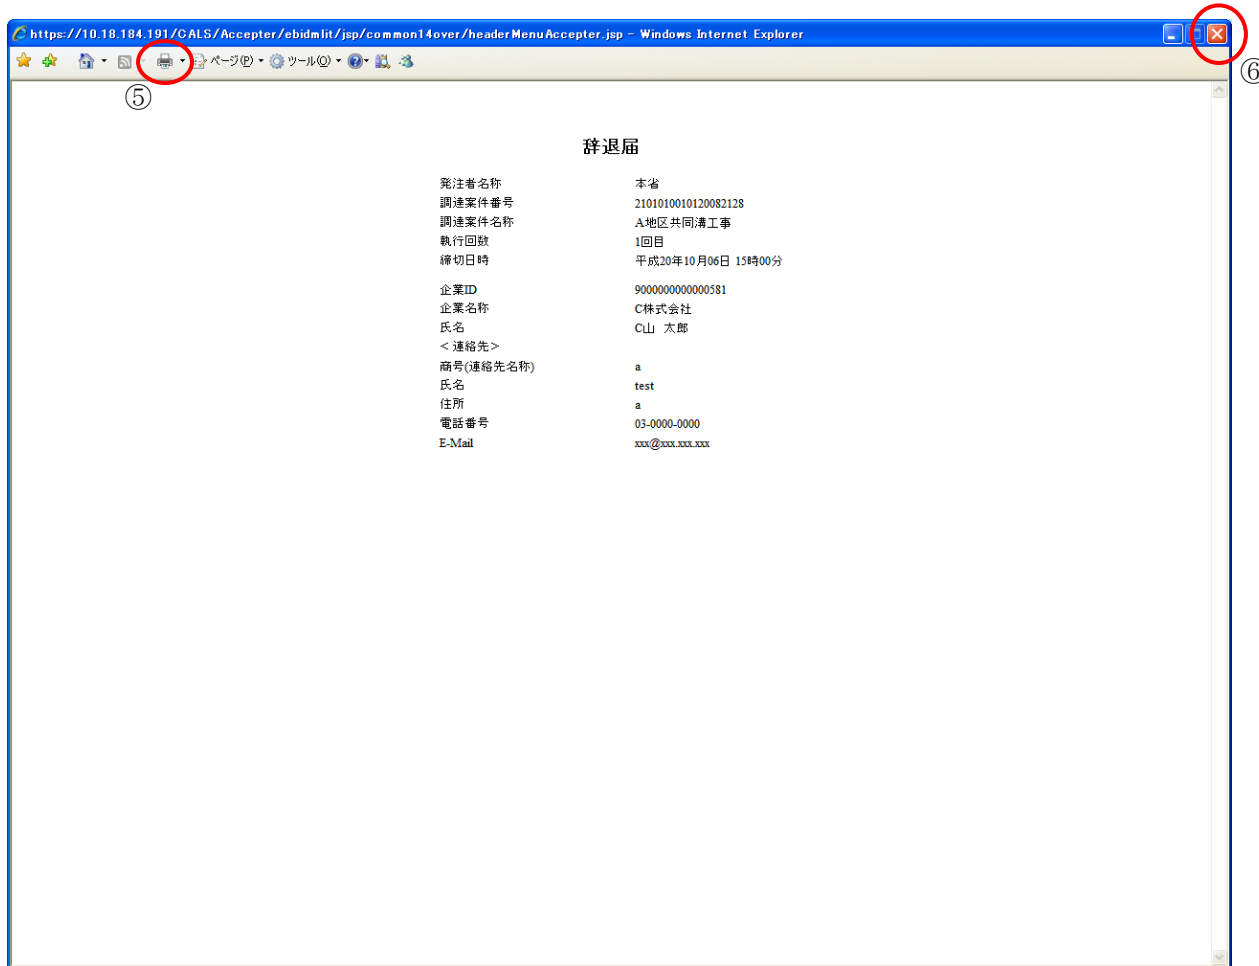 https://10.18.184.191/CALS/Accepter/ebidmlit/jsp/common14over/headerMenuAccepter.jsp - Windows Internet Explorer
ページ(P) ツール(O)
⑤
⑥
辞退届
発注者名称 本省
調達案件番号 2101010010120082128
調達案件名称 A地区共同溝工事
執行回数 1回目
締切日時 平成20年10月06日 15時00分
企業ID 9000000000000581
企業名称 C株式会社
氏名 C山 太郎
<連絡先>
商号(連絡先名称) a
氏名 test
住所 a
電話番号 03-0000-0000
E-Mail xxx@xxx.xxx.xxx